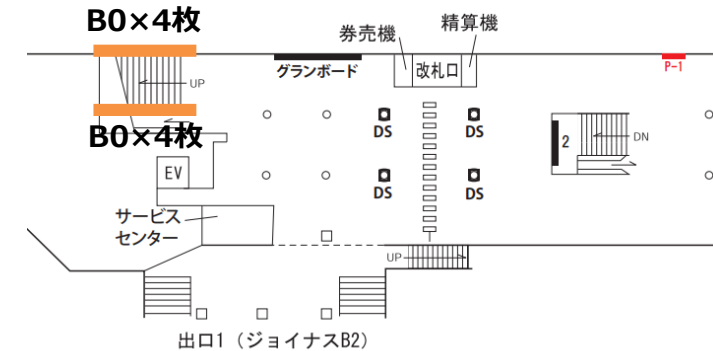 B0×4枚
券売機
精算機
グランボード
改札口
P-1
UP
DS
DS
B0×4枚
2
DN
EV
DS
DS
サービス
センター
UP
出口1（ジョイナスB2）